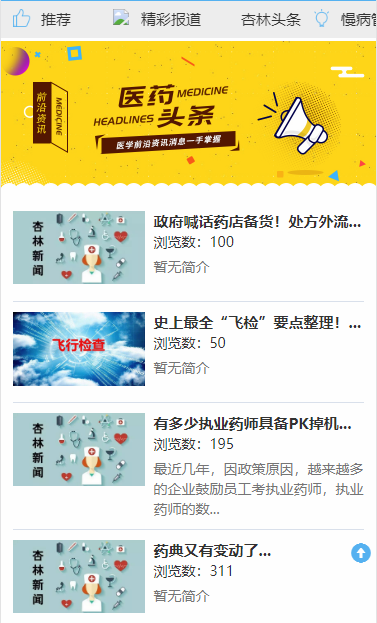 推荐
精彩报道
杏林头条
慢病管
前沿资讯
MEDICINE
医药 MEDICINE
HEADLINES 头条
医学前沿资讯消息一手掌握
杏林新闻
政府喊话药店备货！处方外流...
浏览数：100
暂无简介
飞行检查
史上最全“飞检”要点整理！...
浏览数：50
暂无简介
杏林新闻
有多少执业药师具备PK掉机...
浏览数：195
最近几年，因政策原因，越来越多
的企业鼓励员工考执业药师，执业
药师的数...
杏林新闻
药典又有变动了...
浏览数：311
暂无简介